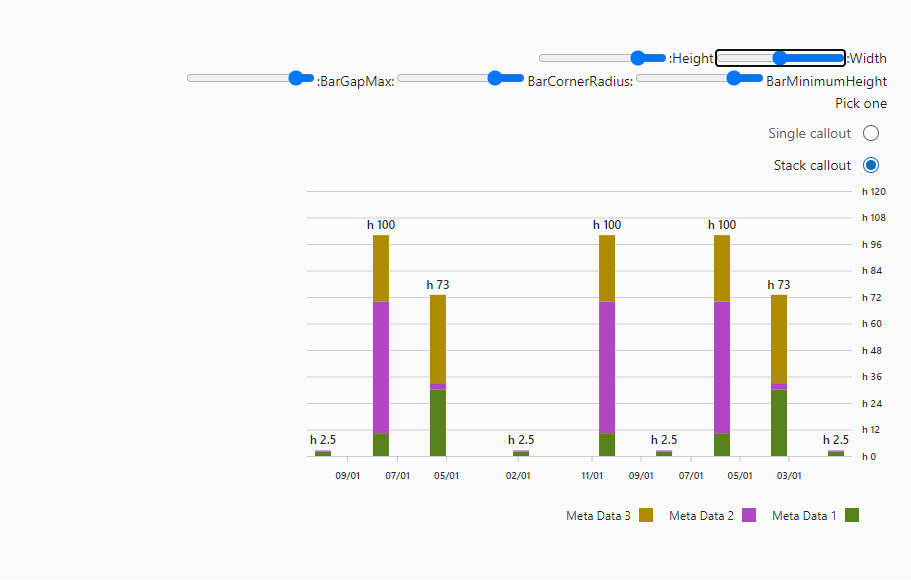 :Width :Height
BarMinimumHeight BarCornerRadius: :BarGapMax:
Pick one
Single callout
Stack callout
h 120
h 108
h 100 h 100 h 100
h 96
h 84
h 73 h 73
h 72
h 60
h 48
h 36
h 24
h 12
h 2.5 h 2.5 h 2.5 h 2.5
h 0
09/01 07/01 05/01 02/01 11/01 09/01 07/01 05/01 03/01
Meta Data 3 Meta Data 2 Meta Data 1